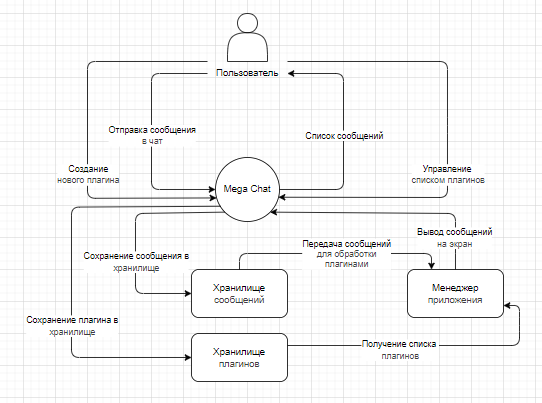 Пользователь
Отправка сообщения
в чат
Список сообщений
Создание
нового плагина
Mega Chat
Управление
списком плагинов
Вывод сообщений
на экран
Передача сообщений
для обработки
плагинами
Сохранение сообщения в
хранилище
Хранилище
сообщений
Менеджер
приложения
Сохранение плагина в
хранилище
Хранилище
плагинов
Получение списка
плагинов